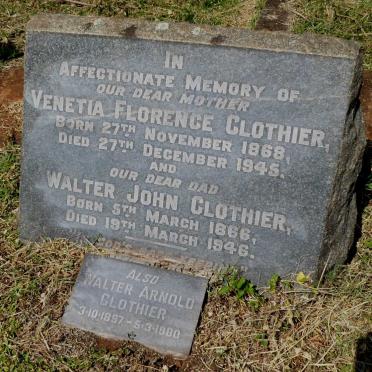 IN
AFFECTIONATE MEMORY OF
OUR DEAR MOTHER
VENETIA FLORENCE CLOTHIER,
BORN 27TH NOVEMBER 1868,
DIED 27TH DECEMBER 1945.
AND
OUR DEAR DAD
WALTER JOHN CLOTHIER,
BORN 5TH MARCH 1866,
DIED 19TH MARCH 1946.
ALSO
WALTER ARNOLD
CLOTHIER
3·10·1897-5·3·1980